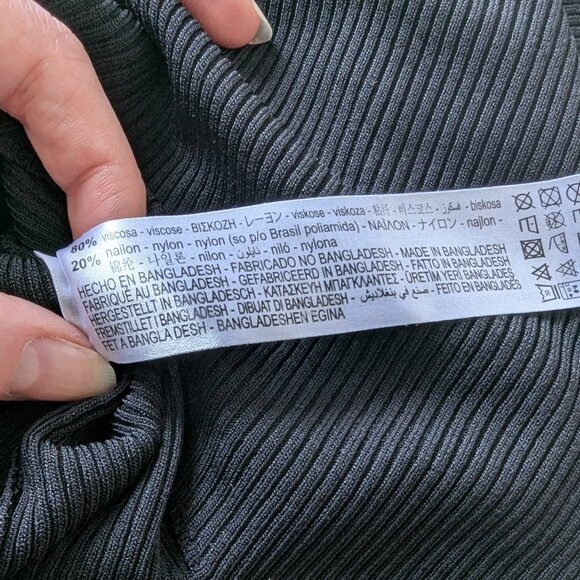 80% viscosa - viscose - ΒΙΣΚΟΖΗ - レーヨン - viskose - viskoza - 粘纤 - 비스코스 - فسكوز - biskosa
20% nailon - nylon - nylon (so p/o Brasil poliamida) - ΝΑΪΛΟΝ - ナイロン - najlon -
锦纶 - 나일론 - nilon - نايلون - niló - nylona
HECHO EN BANGLADESH - FABRICADO NO BANGLADESH - MADE IN BANGLADESH
FABRIQUÉ AU BANGLADESH - GEFABRICEERD IN BANGLADESH - FATTO IN BANGLADESH
HERGESTELLT IN BANGLADESCH - ΚΑΤΑΣΚΕΥΗ ΜΠΑΓΚΛΑΝΤΕΣ - ÜRETIM YERİ BANGLADEŞ
FREMSTILLET I BANGLADESH - DIBUAT DI BANGLADESH - صنع في بنغلاديش - FEITO EN BANGLADESH
FET A BANGLA DESH - BANGLADESHEN EGINA